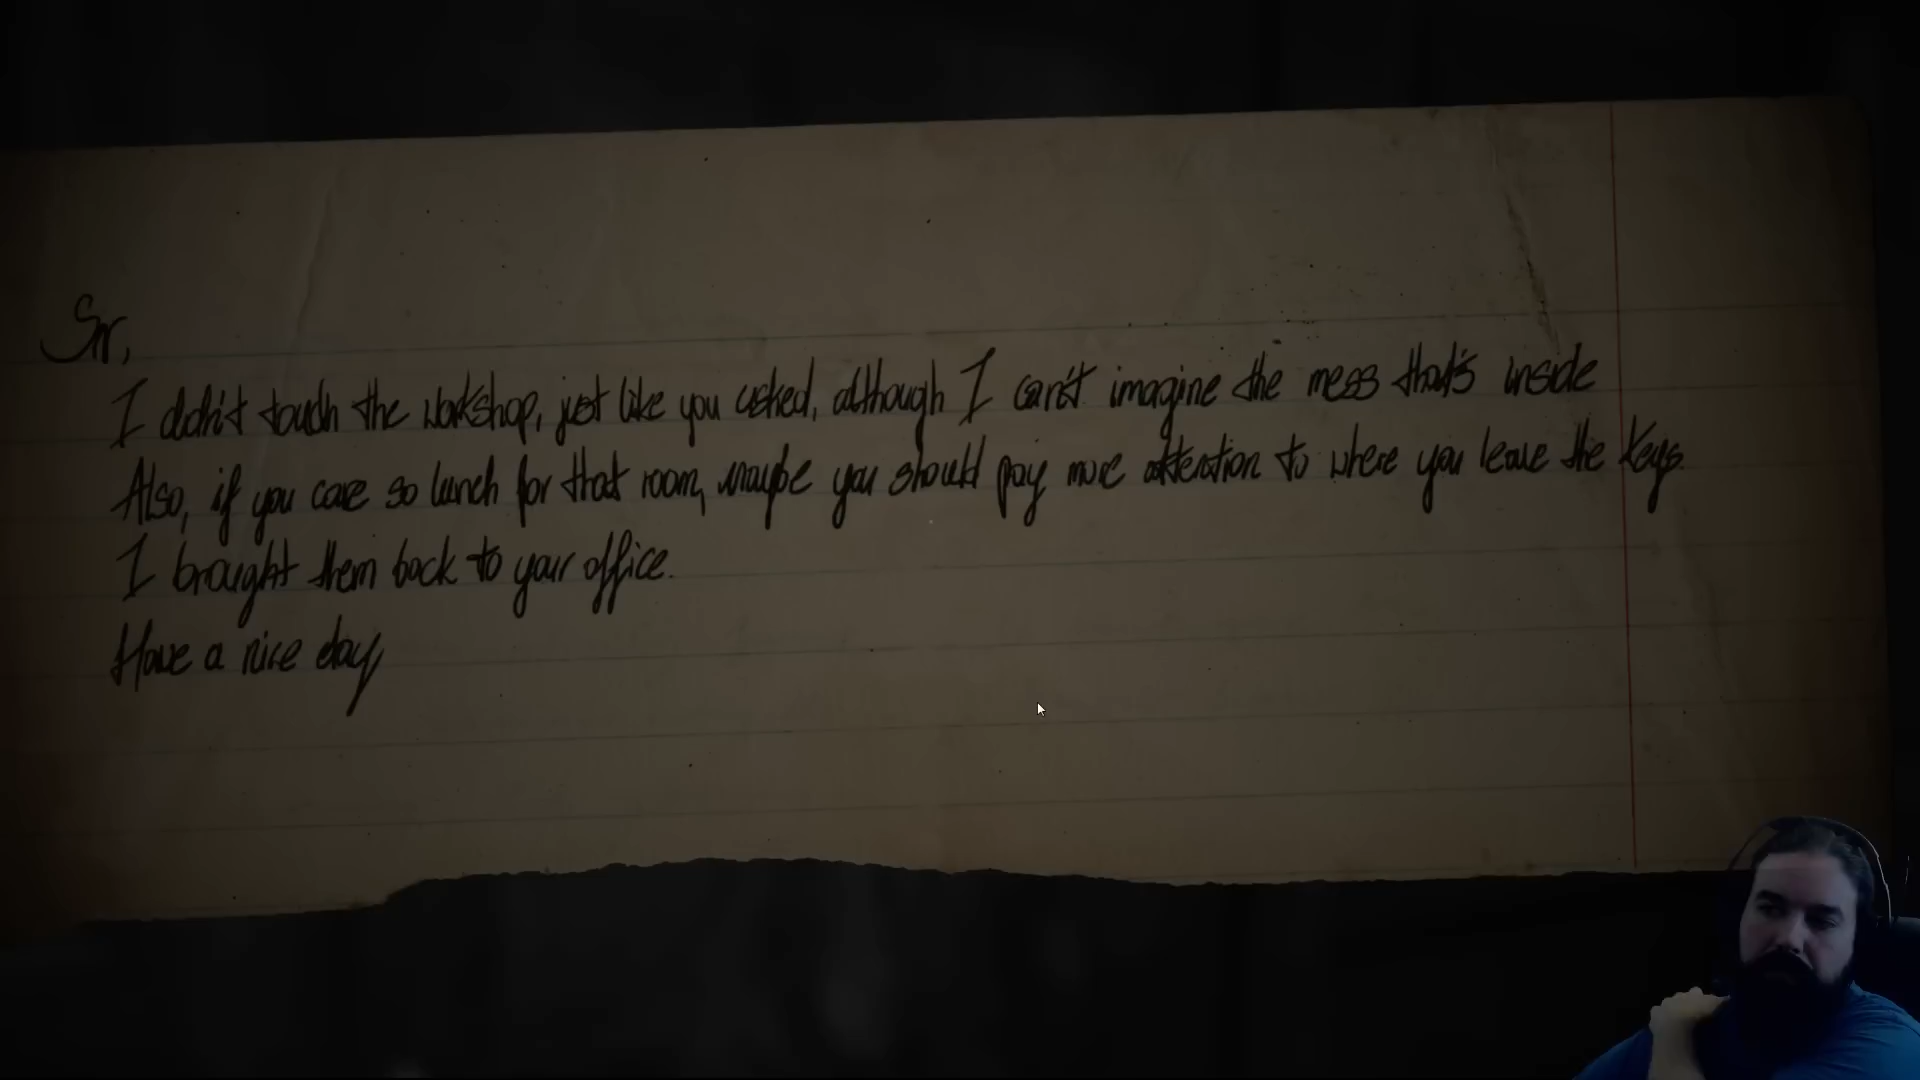 Sir,
I didn't touch the workshop, just like you asked, although I can't imagine the mess that's inside
Also, if you care so much for that room, maybe you should pay more attention to where you leave the keys.
I brought them back to your office.
Have a nice day,